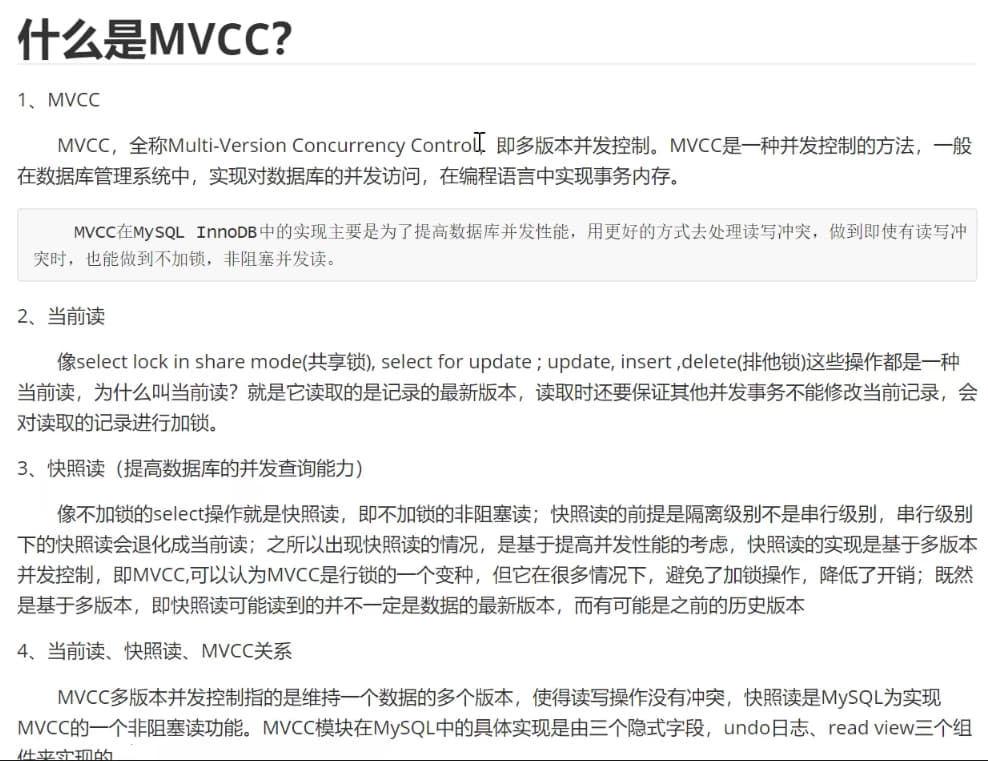 什么是MVCC?
1、MVCC
MVCC，全称Multi-Version Concurrency Control，即多版本并发控制。MVCC是一种并发控制的方法，一般
在数据库管理系统中，实现对数据库的并发访问，在编程语言中实现事务内存。
MVCC在MySQL InnoDB中的实现主要是为了提高数据库并发性能，用更好的方式去处理读写冲突，做到即使有读写冲
突时，也能做到不加锁，非阻塞并发读。
2、当前读
像select lock in share mode(共享锁), select for update ; update, insert ,delete(排他锁)这些操作都是一种
当前读，为什么叫当前读？就是它读取的是记录的最新版本，读取时还要保证其他并发事务不能修改当前记录，会
对读取的记录进行加锁。
3、快照读（提高数据库的并发查询能力）
像不加锁的select操作就是快照读，即不加锁的非阻塞读；快照读的前提是隔离级别不是串行级别，串行级别
下的快照读会退化成当前读；之所以出现快照读的情况，是基于提高并发性能的考虑，快照读的实现是基于多版本
并发控制，即MVCC,可以认为MVCC是行锁的一个变种，但它在很多情况下，避免了加锁操作，降低了开销；既然
是基于多版本，即快照读可能读到的并不一定是数据的最新版本，而有可能是之前的历史版本
4、当前读、快照读、MVCC关系
MVCC多版本并发控制指的是维持一个数据的多个版本，使得读写操作没有冲突，快照读是MySQL为实现
MVCC的一个非阻塞读功能。MVCC模块在MySQL中的具体实现是由三个隐式字段，undo日志、read view三个组
件来实现的